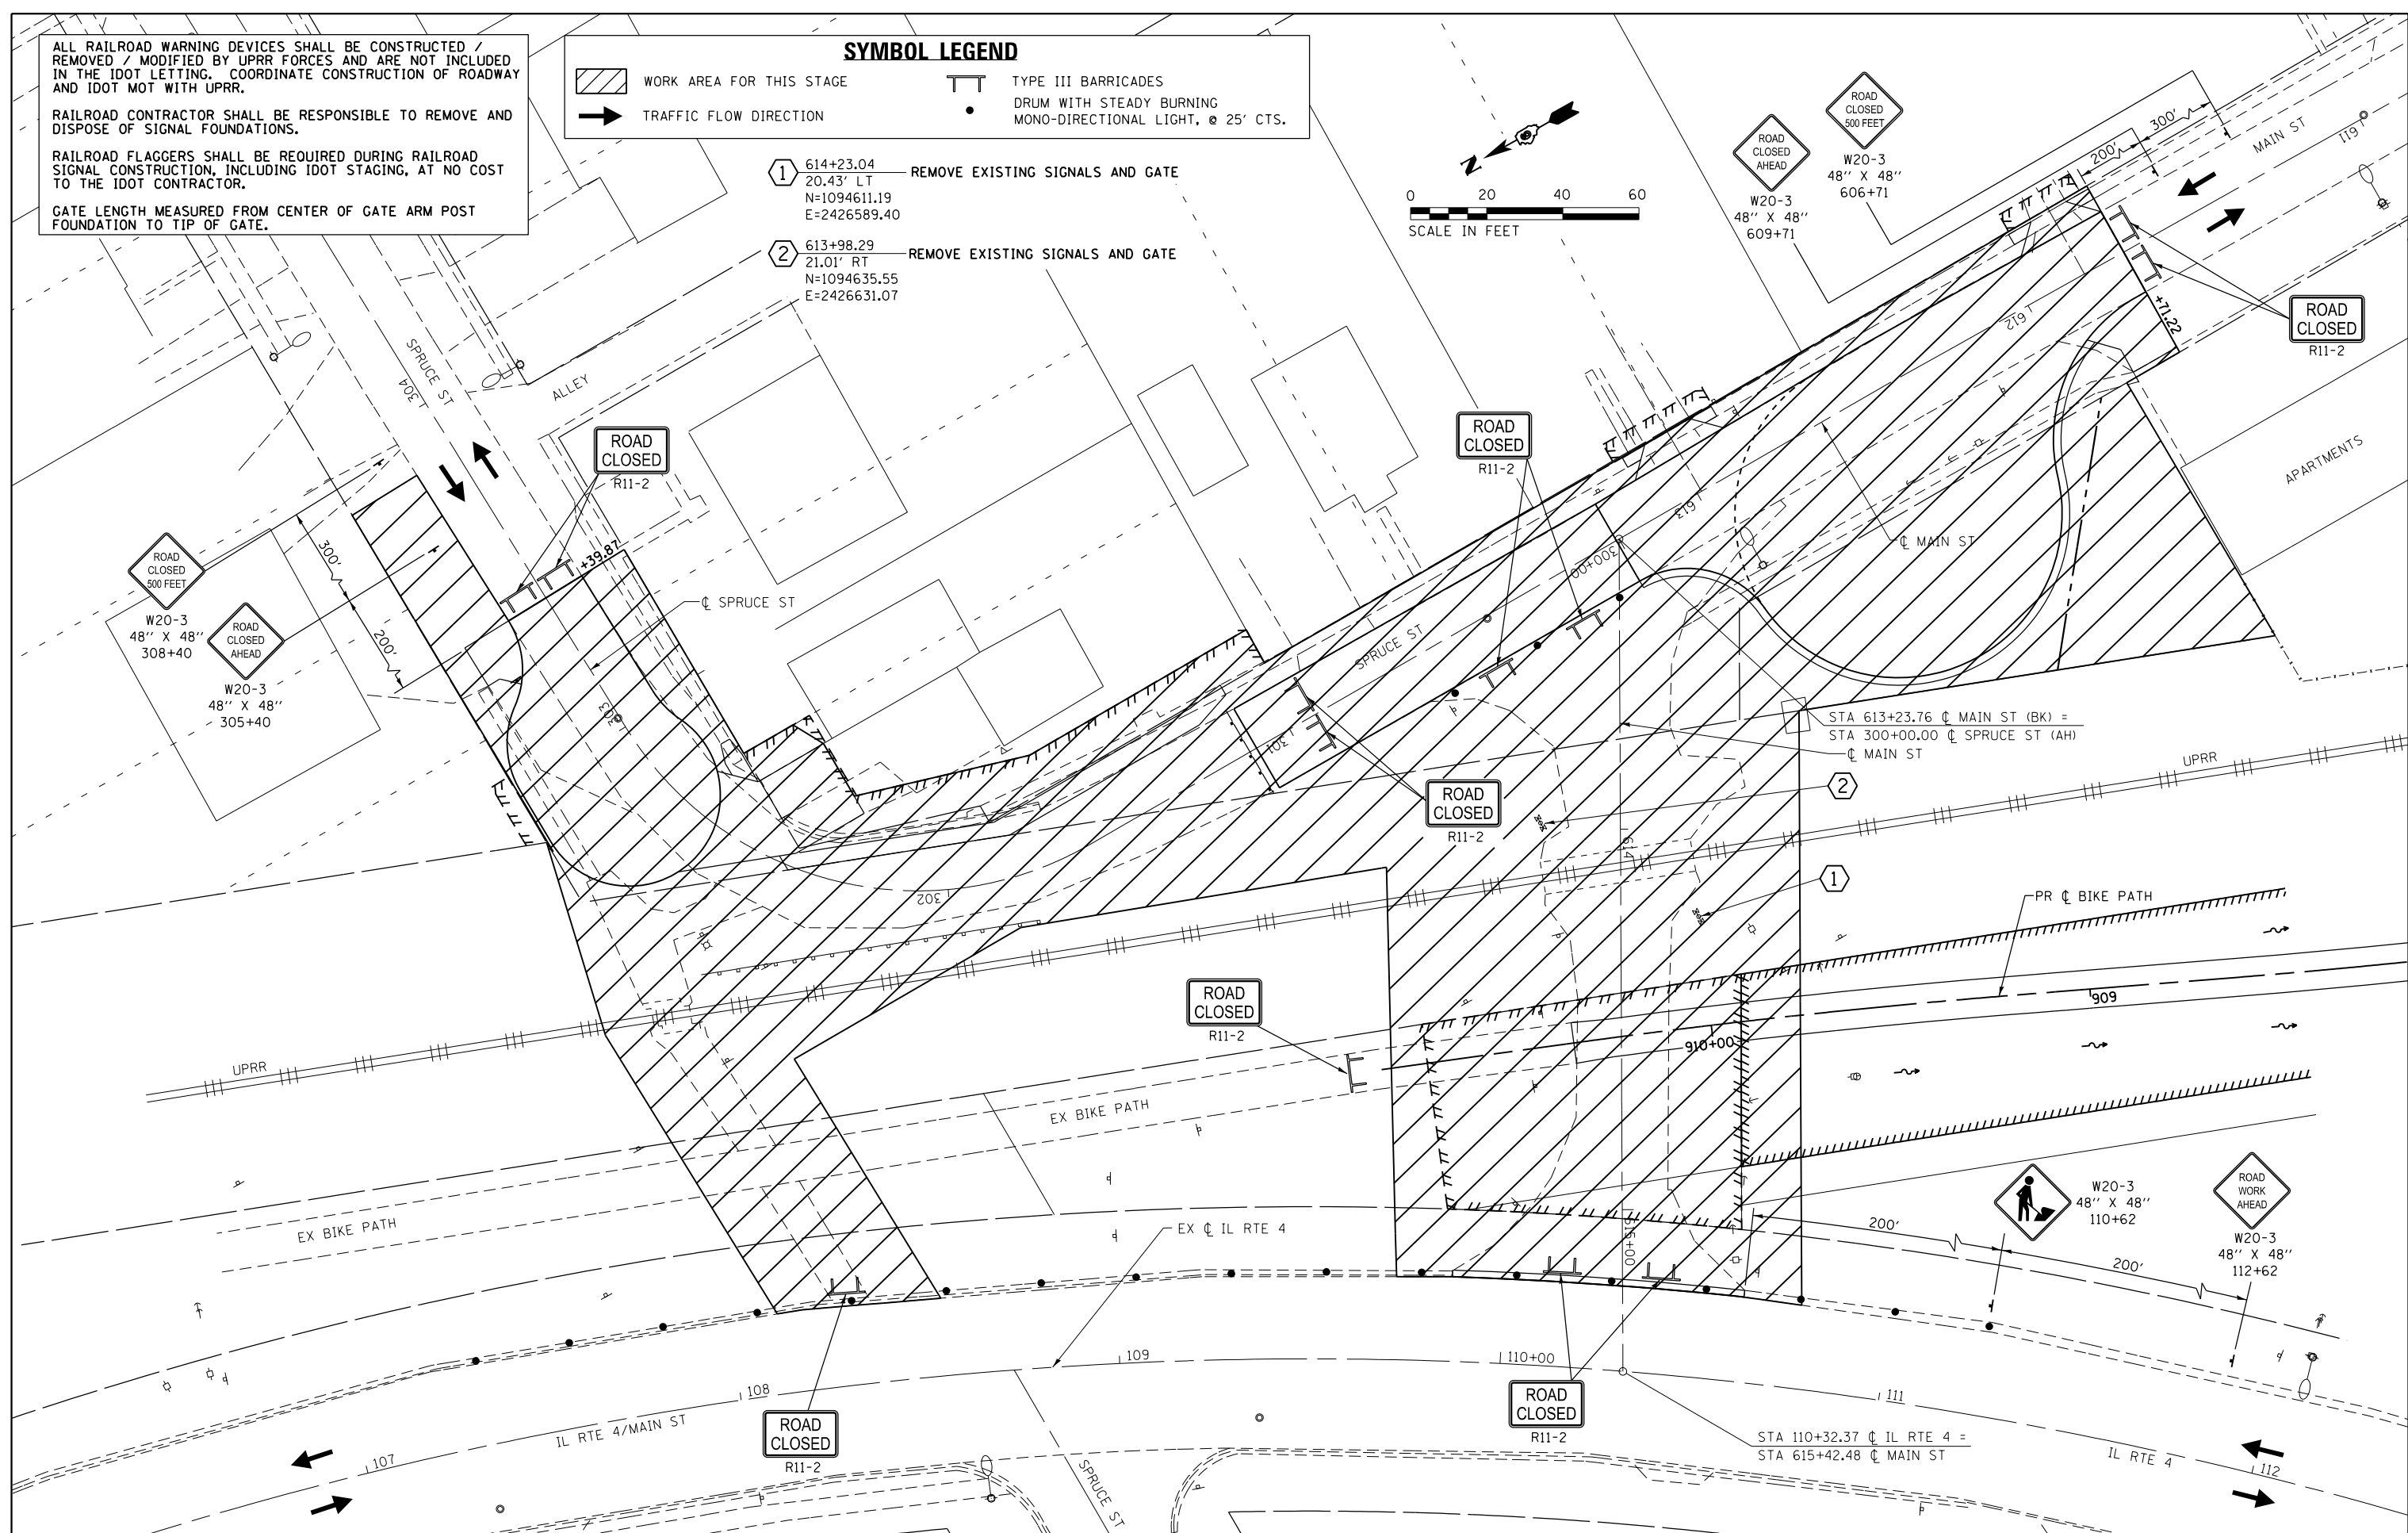 ALL RAILROAD WARNING DEVICES SHALL BE CONSTRUCTED /
REMOVED / MODIFIED BY UPRR FORCES AND ARE NOT INCLUDED
IN THE IDOT LETTING. COORDINATE CONSTRUCTION OF ROADWAY
AND IDOT MOT WITH UPRR.
RAILROAD CONTRACTOR SHALL BE RESPONSIBLE TO REMOVE AND
DISPOSE OF SIGNAL FOUNDATIONS.
RAILROAD FLAGGERS SHALL BE REQUIRED DURING RAILROAD
SIGNAL CONSTRUCTION, INCLUDING IDOT STAGING, AT NO COST
TO THE IDOT CONTRACTOR.
GATE LENGTH MEASURED FROM CENTER OF GATE ARM POST
FOUNDATION TO TIP OF GATE.
SYMBOL LEGEND
WORK AREA FOR THIS STAGE
TRAFFIC FLOW DIRECTION
TYPE III BARRICADES
DRUM WITH STEADY BURNING
MONO-DIRECTIONAL LIGHT, @ 25' CTS.
1
614+23.04
20.43' LT
N=1094611.19
E=2426589.40
REMOVE EXISTING SIGNALS AND GATE
2
613+98.29
21.01' RT
N=1094635.55
E=2426631.07
REMOVE EXISTING SIGNALS AND GATE
N
0 20 40 60
SCALE IN FEET
ROAD
CLOSED
AHEAD
W20-3
48'' X 48''
609+71
ROAD
CLOSED
500 FEET
W20-3
48'' X 48''
606+71
200'
300'
MAIN ST
611
ROAD
CLOSED
R11-2
+71.22
612
APARTMENTS
SPRUCE ST
304
ALLEY
ROAD
CLOSED
R11-2
+39.87
℄ SPRUCE ST
303
ROAD
CLOSED
500 FEET
W20-3
48'' X 48''
308+40
ROAD
CLOSED
AHEAD
W20-3
48'' X 48''
305+40
300'
200'
ROAD
CLOSED
R11-2
613
℄ MAIN ST
300+00
SPRUCE ST
301
ROAD
CLOSED
R11-2
STA 613+23.76 ℄ MAIN ST (BK) =
STA 300+00.00 ℄ SPRUCE ST (AH)
℄ MAIN ST
UPRR
2
614
1
302
PR ℄ BIKE PATH
909
910+00
ROAD
CLOSED
R11-2
UPRR
EX BIKE PATH
EX BIKE PATH
EX ℄ IL RTE 4
615+00
W20-3
48'' X 48''
110+62
ROAD
WORK
AHEAD
W20-3
48'' X 48''
112+62
200'
200'
107
108
109
110+00
111
112
IL RTE 4/MAIN ST
ROAD
CLOSED
R11-2
SPRUCE ST
ROAD
CLOSED
R11-2
STA 110+32.37 ℄ IL RTE 4 =
STA 615+42.48 ℄ MAIN ST
IL RTE 4